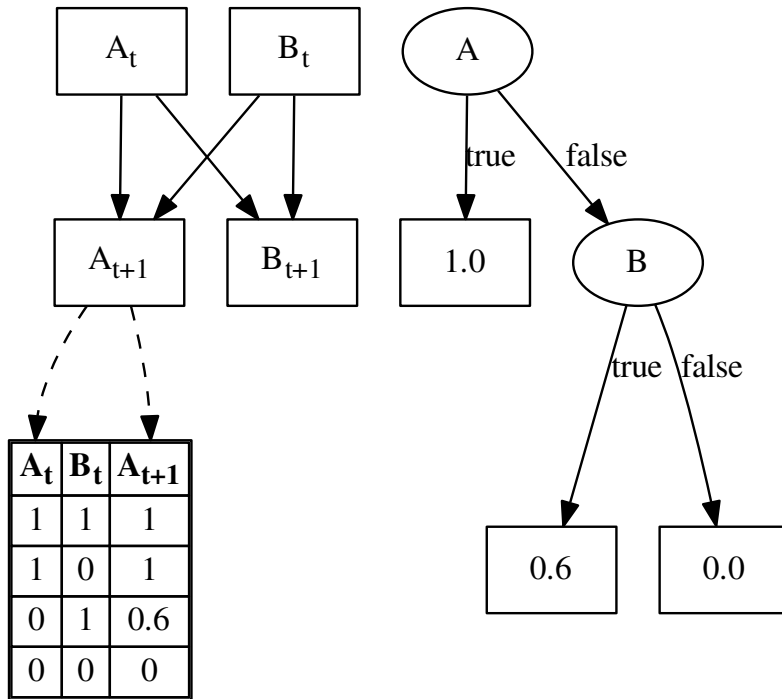 A_t B_t A
true false
A_{t+1} B_{t+1} 1.0 B
true false
A_t B_t A_{t+1}
1 1 1
1 0 1
0.6 0.0
0 1 0.6
0 0 0